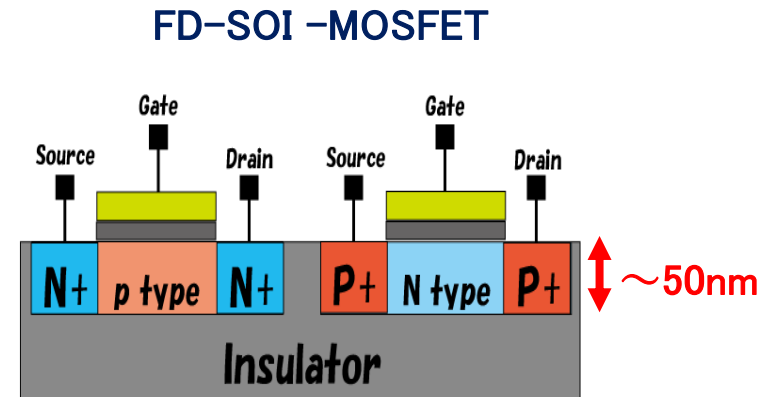 FD-SOI -MOSFET
Gate
Gate
Source
Drain
Source
Drain
N+
p type
N+
P+
N type
P+
～50nm
Insulator